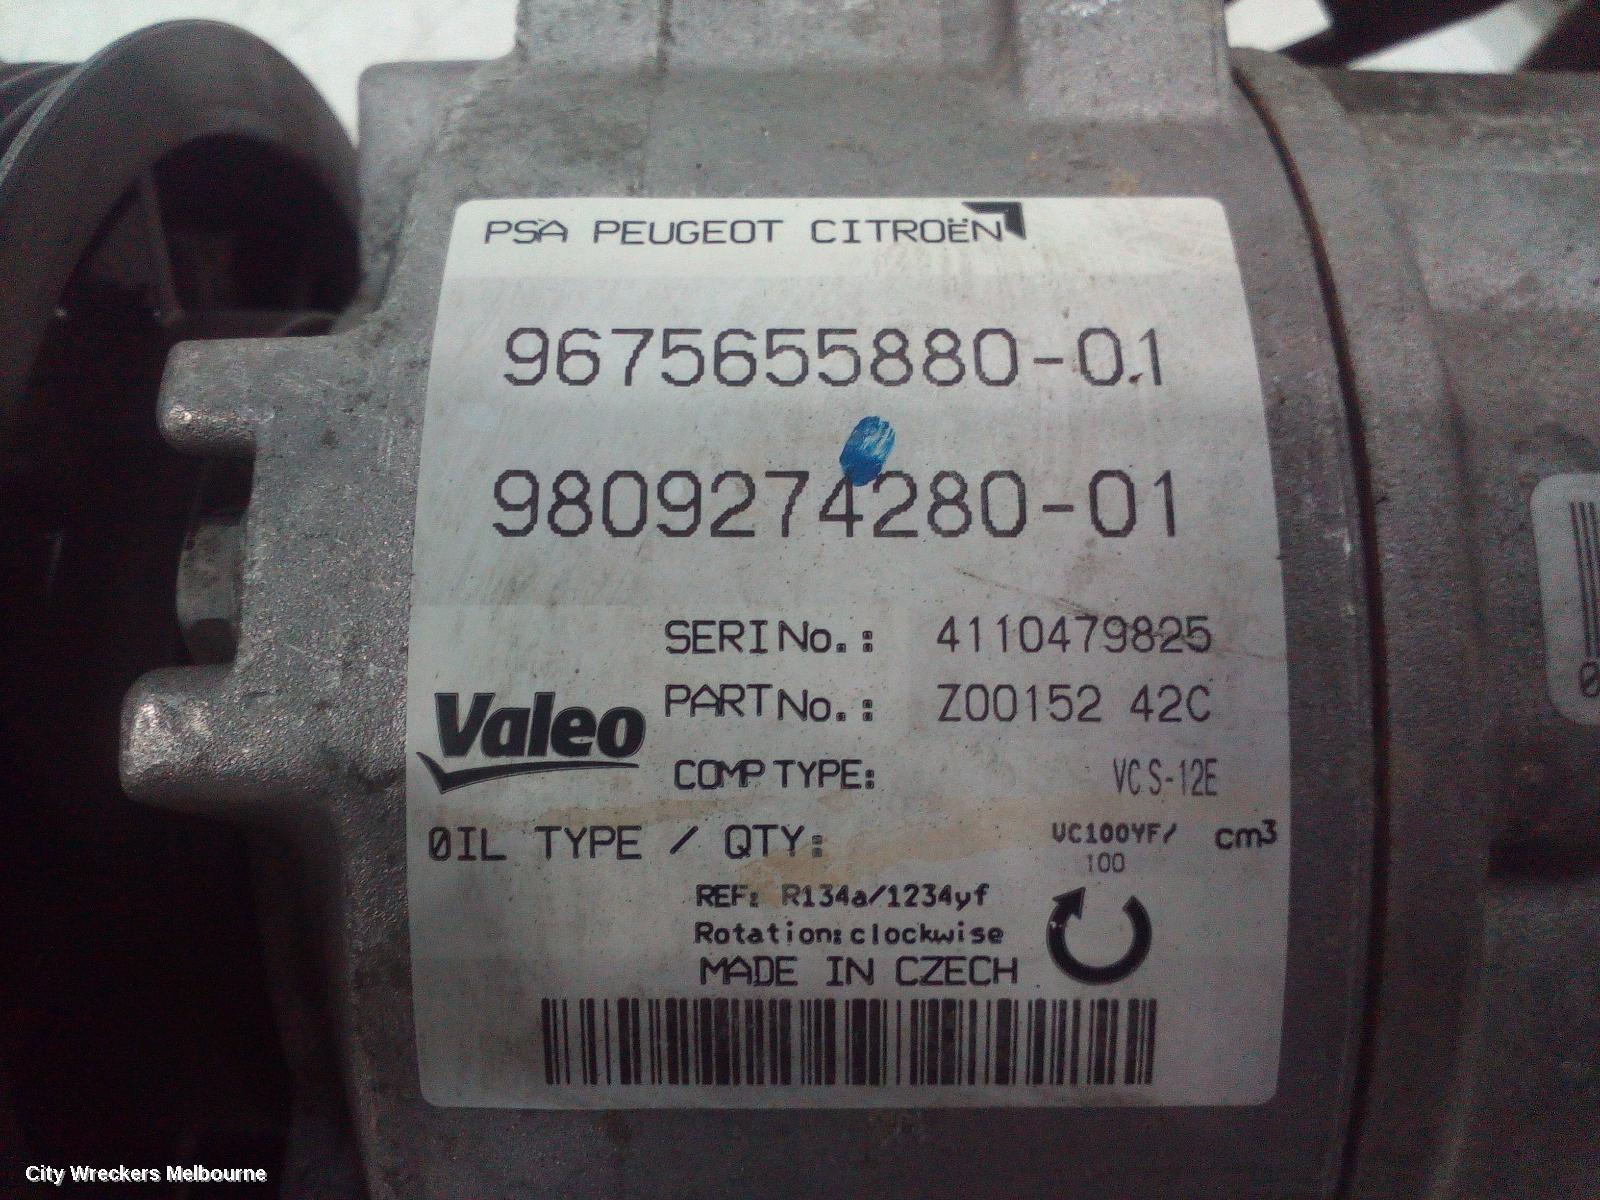 PSA PEUGEOT CITROËN
9675655880-01
9809274280-01
SERI No.: 4110479825
PART No.: Z00152 42C
Valeo
COMP TYPE: VCS-12E
OIL TYPE / QTY: VC100YF/ 100 cm3
REF: R134a/1234yf
Rotation:clockwise
MADE IN CZECH
0
City Wreckers Melbourne